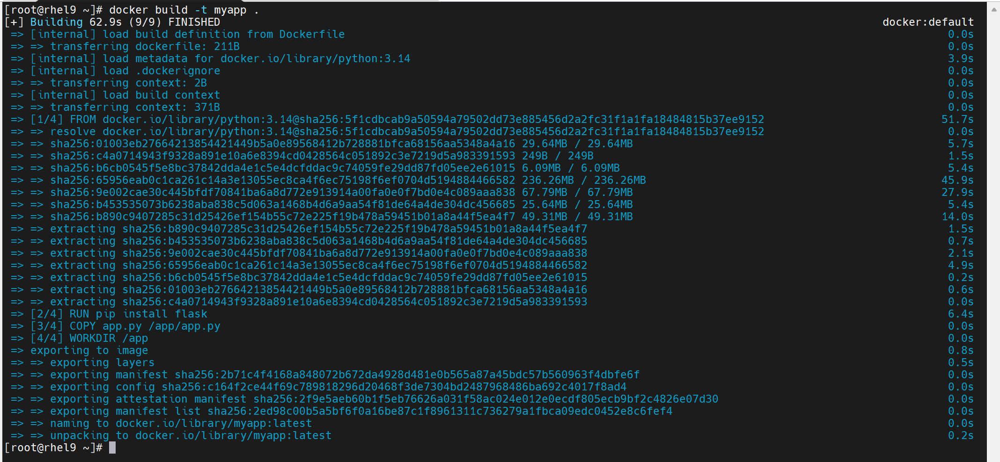 [root@rhel9 ~]# docker build -t myapp .
[+] Building 62.9s (9/9) FINISHED docker:default
=> [internal] load build definition from Dockerfile 0.0s
=> => transferring dockerfile: 211B 0.0s
=> [internal] load metadata for docker.io/library/python:3.14 3.9s
=> [internal] load .dockerignore 0.0s
=> => transferring context: 2B 0.0s
=> [internal] load build context 0.0s
=> => transferring context: 371B 0.0s
=> [1/4] FROM docker.io/library/python:3.14@sha256:5f1cdbcab9a50594a79502dd73e885456d2a2fc31f1a1fa18484815b37ee9152 51.7s
=> => resolve docker.io/library/python:3.14@sha256:5f1cdbcab9a50594a79502dd73e885456d2a2fc31f1a1fa18484815b37ee9152 0.0s
=> => sha256:01003eb27664213854421449b5a0e89568412b728881bfca68156aa5348a4a16 29.64MB / 29.64MB 5.7s
=> => sha256:c4a0714943f9328a891e10a6e8394cd0428564c051892c3e7219d5a983391593 249B / 249B 1.5s
=> => sha256:b6cb0545f5e8bc37842dda4e1c5e4dcfddac9c74059fe29dd87fd05ee2e61015 6.09MB / 6.09MB 5.4s
=> => sha256:65956eab0c1ca261c14a3e13055ec8ca4f6ec75198f6ef0704d5194884466582 236.26MB / 236.26MB 45.9s
=> => sha256:9e002cae30c445bfdf70841ba6a8d772e913914a00fa0e0f7bd0e4c089aaa838 67.79MB / 67.79MB 27.9s
=> => sha256:b453535073b6238aba838c5d063a1468b4d6a9aa54f81de64a4de304dc456685 25.64MB / 25.64MB 5.4s
=> => sha256:b890c9407285c31d25426ef154b55c72e225f19b478a59451b01a8a44f5ea4f7 49.31MB / 49.31MB 14.0s
=> => extracting sha256:b890c9407285c31d25426ef154b55c72e225f19b478a59451b01a8a44f5ea4f7 1.5s
=> => extracting sha256:b453535073b6238aba838c5d063a1468b4d6a9aa54f81de64a4de304dc456685 0.7s
=> => extracting sha256:9e002cae30c445bfdf70841ba6a8d772e913914a00fa0e0f7bd0e4c089aaa838 2.1s
=> => extracting sha256:65956eab0c1ca261c14a3e13055ec8ca4f6ec75198f6ef0704d5194884466582 4.9s
=> => extracting sha256:b6cb0545f5e8bc37842dda4e1c5e4dcfddac9c74059fe29dd87fd05ee2e61015 0.2s
=> => extracting sha256:01003eb27664213854421449b5a0e89568412b728881bfca68156aa5348a4a16 0.6s
=> => extracting sha256:c4a0714943f9328a891e10a6e8394cd0428564c051892c3e7219d5a983391593 0.0s
=> [2/4] RUN pip install flask 6.4s
=> [3/4] COPY app.py /app/app.py 0.0s
=> [4/4] WORKDIR /app 0.0s
=> exporting to image 0.8s
=> => exporting layers 0.5s
=> => exporting manifest sha256:2b71c4f4168a848072b672da4928d481e0b565a87a45bdc57b560963f4dbfe6f 0.0s
=> => exporting config sha256:c164f2ce44f69c789818296d20468f3de7304bd2487968486ba692c4017f8ad4 0.0s
=> => exporting attestation manifest sha256:2f9e5aeb60b1f5eb76626a031f58ac024e012e0ecdf805ecb9bf2c4826e07d30 0.0s
=> => exporting manifest list sha256:2ed98c00b5a5bf6f0a16be87c1f8961311c736279a1fbca09edc0452e8c6fef4 0.0s
=> => naming to docker.io/library/myapp:latest 0.0s
=> => unpacking to docker.io/library/myapp:latest 0.2s
[root@rhel9 ~]#